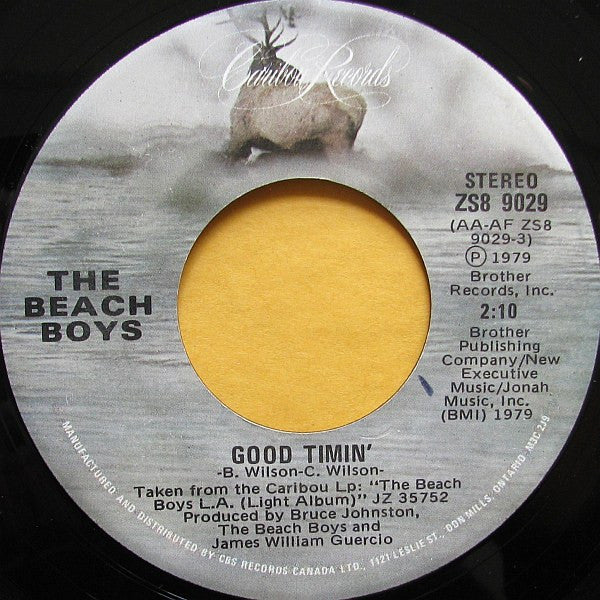 Caribou Records
STEREO
ZS8 9029
(AA-AF ZS8
9029-3)
Ⓟ 1979
Brother
Records, Inc.
2:10
Brother
Publishing
Company/New
Executive
Music/Jonah
Music, Inc.
(BMI) 1979
THE
BEACH
BOYS
GOOD TIMIN'
-B. Wilson-C. Wilson-
Taken from the Caribou Lp: "The Beach
Boys L.A. (Light Album)" JZ 35752
Produced by Bruce Johnston,
The Beach Boys and
James William Guercio
MANUFACTURED AND DISTRIBUTED BY CBS RECORDS CANADA LTD., 1121 LESLIE ST., DON MILLS, ONTARIO M3C 2J9